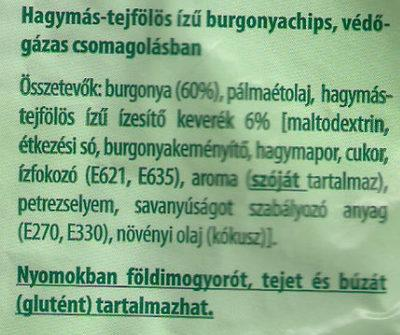 Hagymás-tejfölös ízű burgonyachips, védő-
gázas csomagolásban
Összetevők: burgonya (60%), pálmaétolaj, hagymás-
tejfölös ízű ízesítő keverék 6% [maltodextrin,
étkezési só, burgonyakeményítő, hagymapor, cukor,
ízfokozó (E621, E635), aroma (szóját tartalmaz),
petrezselyem, savanyúságot szabályozó anyag
(E270, E330), növényi olaj (kókusz)].
Nyomokban földimogyorót, tejet és búzát
(glutént) tartalmazhat.